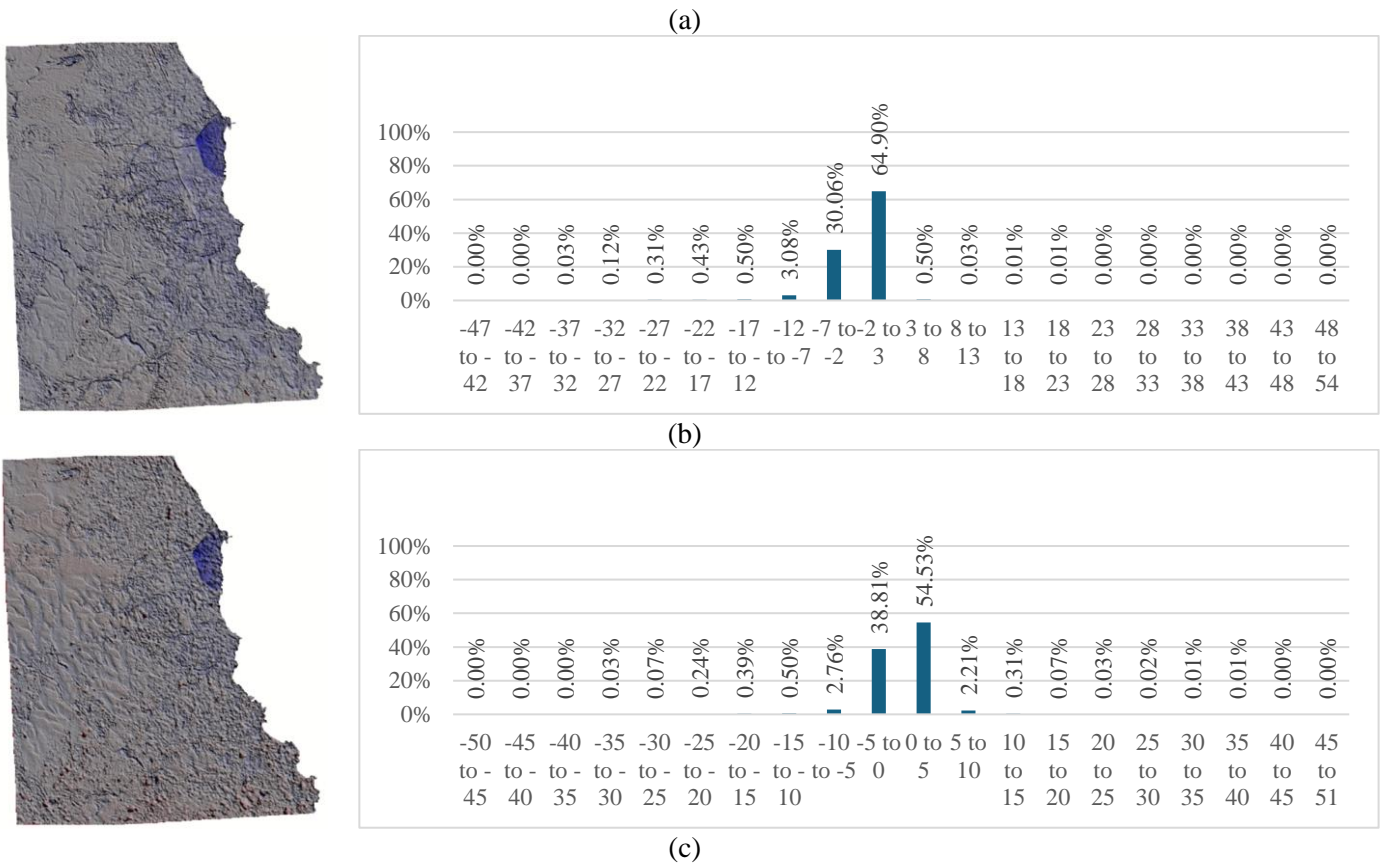 (a)
100%
80%
60%
40%
20%
0%
0.00% 0.00% 0.03% 0.12% 0.31% 0.43% 0.50% 3.08% 30.06% 64.90% 0.50% 0.03% 0.01% 0.01% 0.00% 0.00% 0.00% 0.00% 0.00% 0.00%
-47 -42 -37 -32 -27 -22 -17 -12 -7 to -2 to 3 to 8 to 13 18 23 28 33 38 43 48
to - to - to - to - to - to - to - to -7 -2 3 8 13 to to to to to to to to
42 37 32 27 22 17 12 18 23 28 33 38 43 48 54
(b)
100%
80%
60%
40%
20%
0%
0.00% 0.00% 0.00% 0.03% 0.07% 0.24% 0.39% 0.50% 2.76% 38.81% 54.53% 2.21% 0.31% 0.07% 0.03% 0.02% 0.01% 0.01% 0.00% 0.00%
-50 -45 -40 -35 -30 -25 -20 -15 -10 -5 to 0 to 5 to 10 15 20 25 30 35 40 45
to - to - to - to - to - to - to - to - to -5 0 5 10 to to to to to to to to
45 40 35 30 25 20 15 10 15 20 25 30 35 40 45 51
(c)